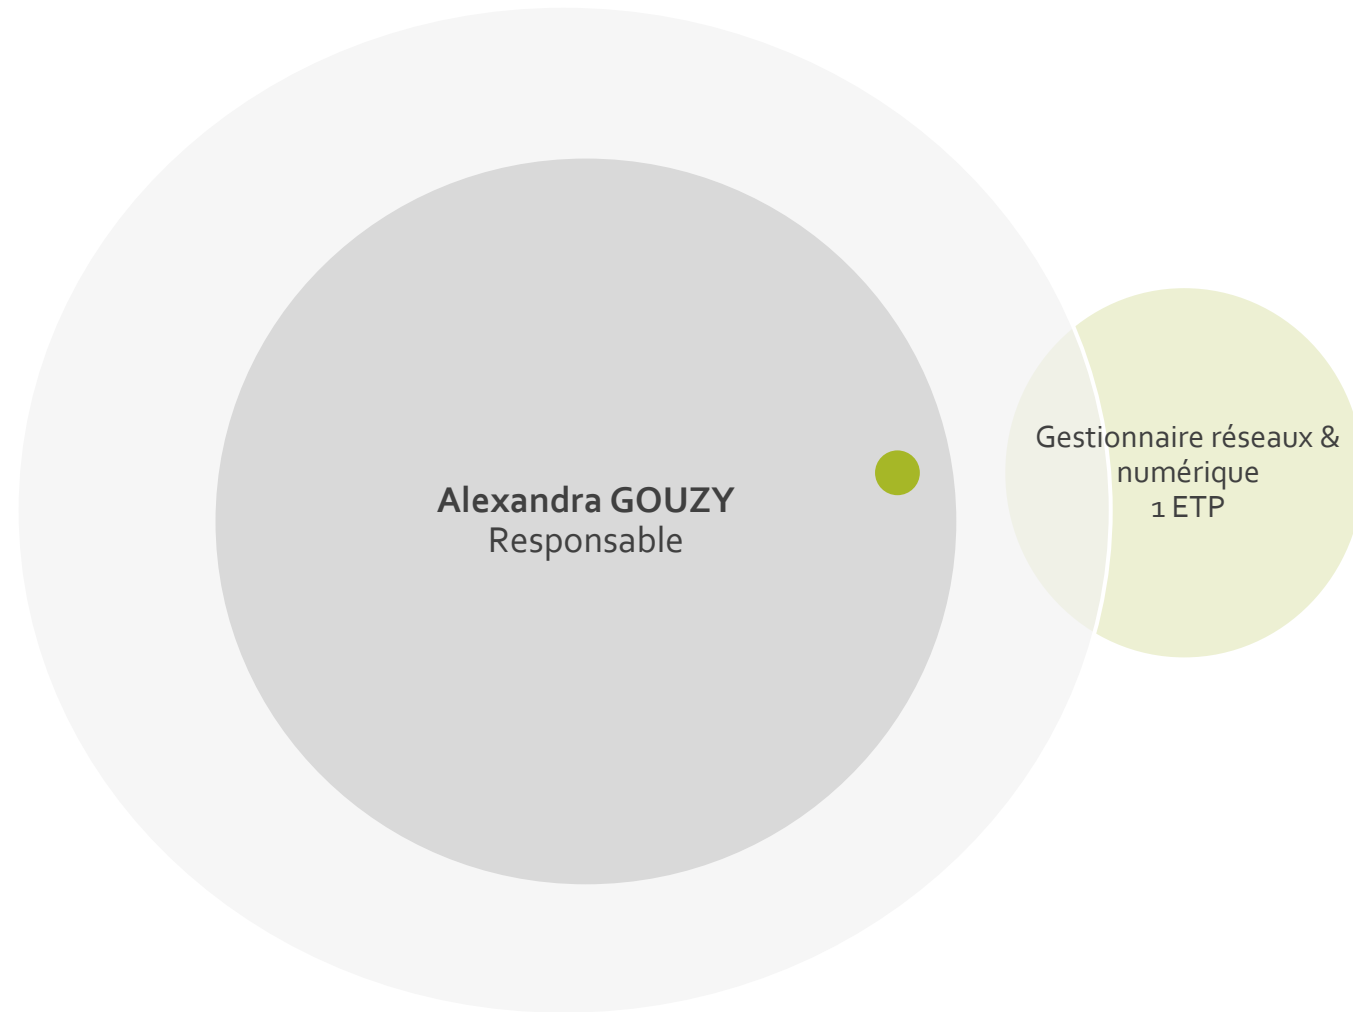 Alexandra GOUZY
Responsable
Gestionnaire réseaux &
numérique
1 ETP